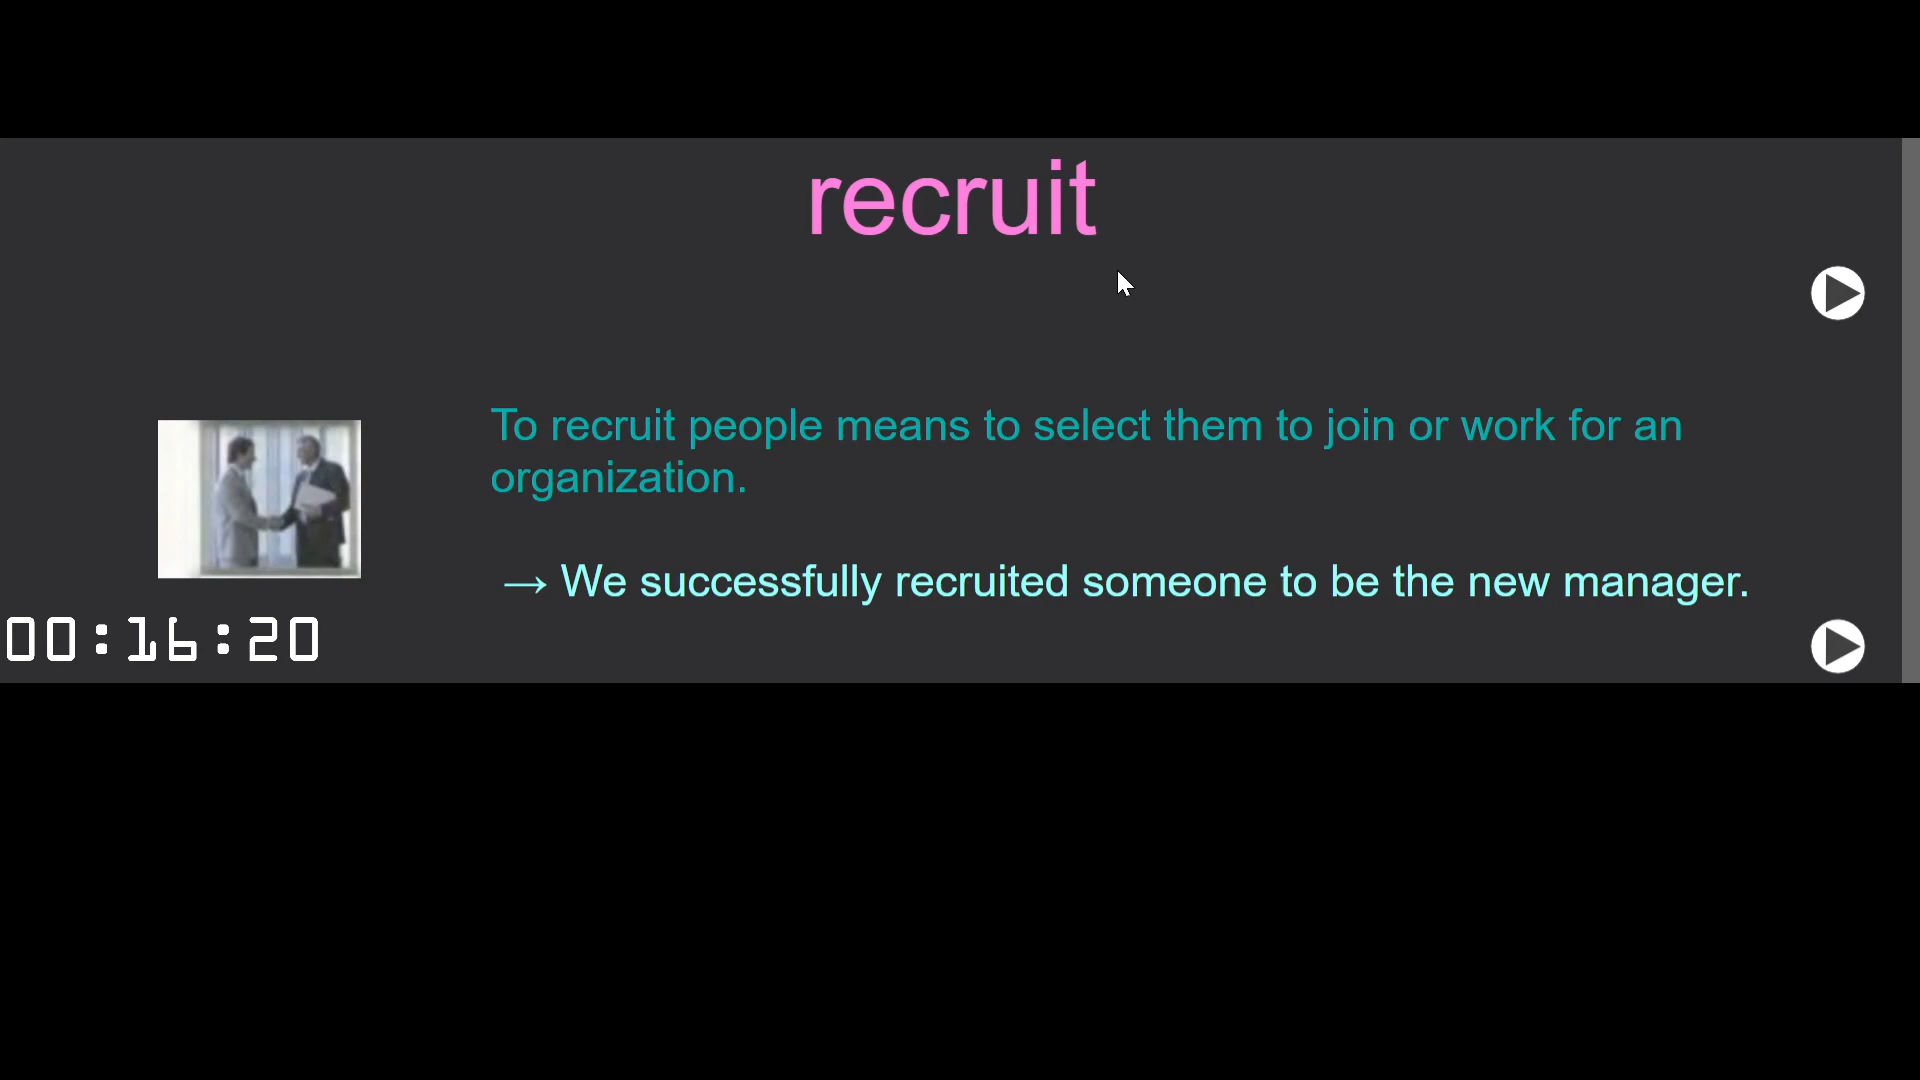 recruit
To recruit people means to select them to join or work for an
organization.
→ We successfully recruited someone to be the new manager.
00:16:20